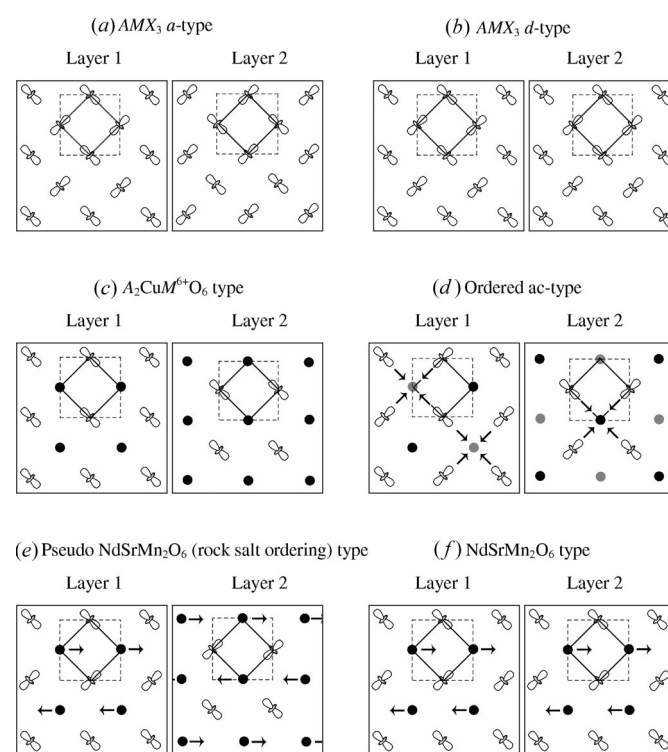 (a) AMX₃ a-type
(b) AMX₃ d-type
Layer 1 Layer 2
Layer 1 Layer 2
(c) A₂CuM⁶⁺O₆ type
(d) Ordered ac-type
Layer 1 Layer 2
Layer 1 Layer 2
(e) Pseudo NdSrMn₂O₆ (rock salt ordering) type
(f) NdSrMn₂O₆ type
Layer 1 Layer 2
Layer 1 Layer 2